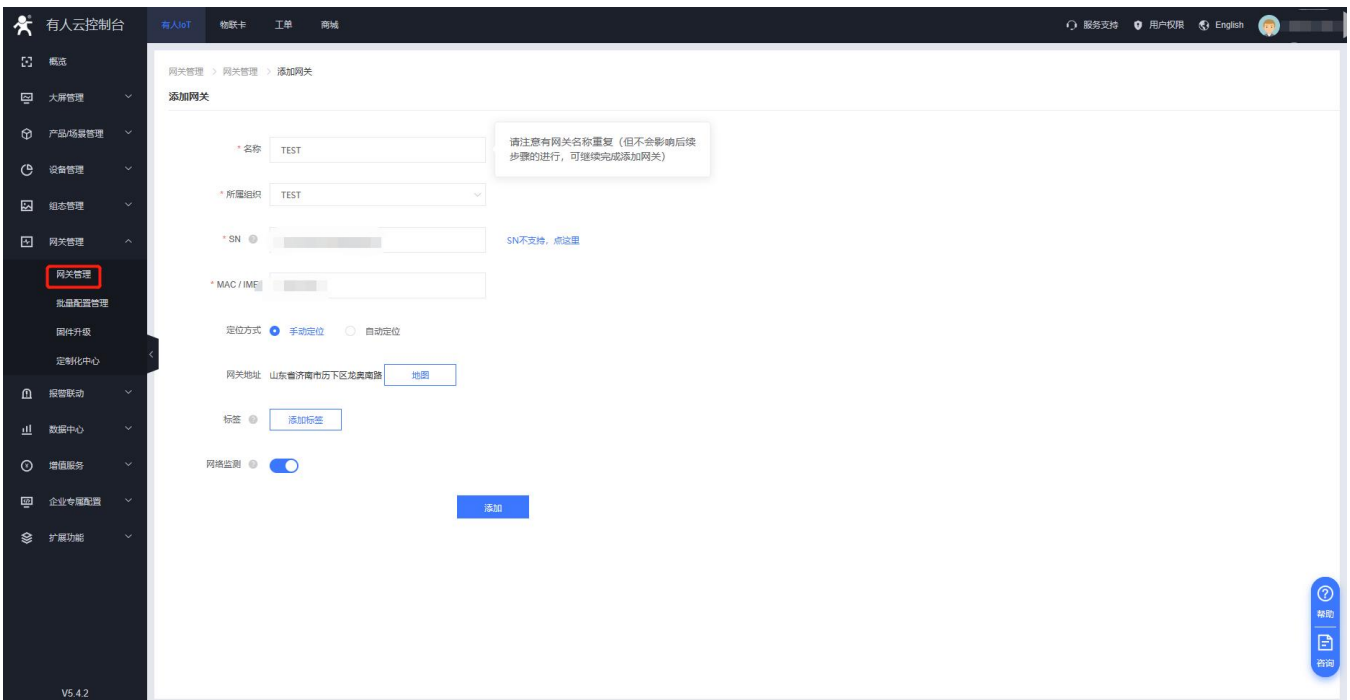 有人云控制台
有人IoT
物联卡
工单
商城
服务支持
用户权限
English
概览
大屏管理
产品/场景管理
设备管理
组态管理
网关管理
网关管理
批量配置管理
固件升级
定制化中心
报警联动
数据中心
增值服务
企业专属配置
扩展功能
V5.4.2
网关管理 > 网关管理 > 添加网关
添加网关
* 名称 TEST
请注意有网关名称重复（但不会影响后续
步骤的进行，可继续完成添加网关）
* 所属组织 TEST
* SN
SN不支持，点这里
* MAC / IME
定位方式 手动定位 自动定位
网关地址 山东省济南市历下区龙奥南路 地图
标签 添加标签
网络监测
添加
帮助
咨询